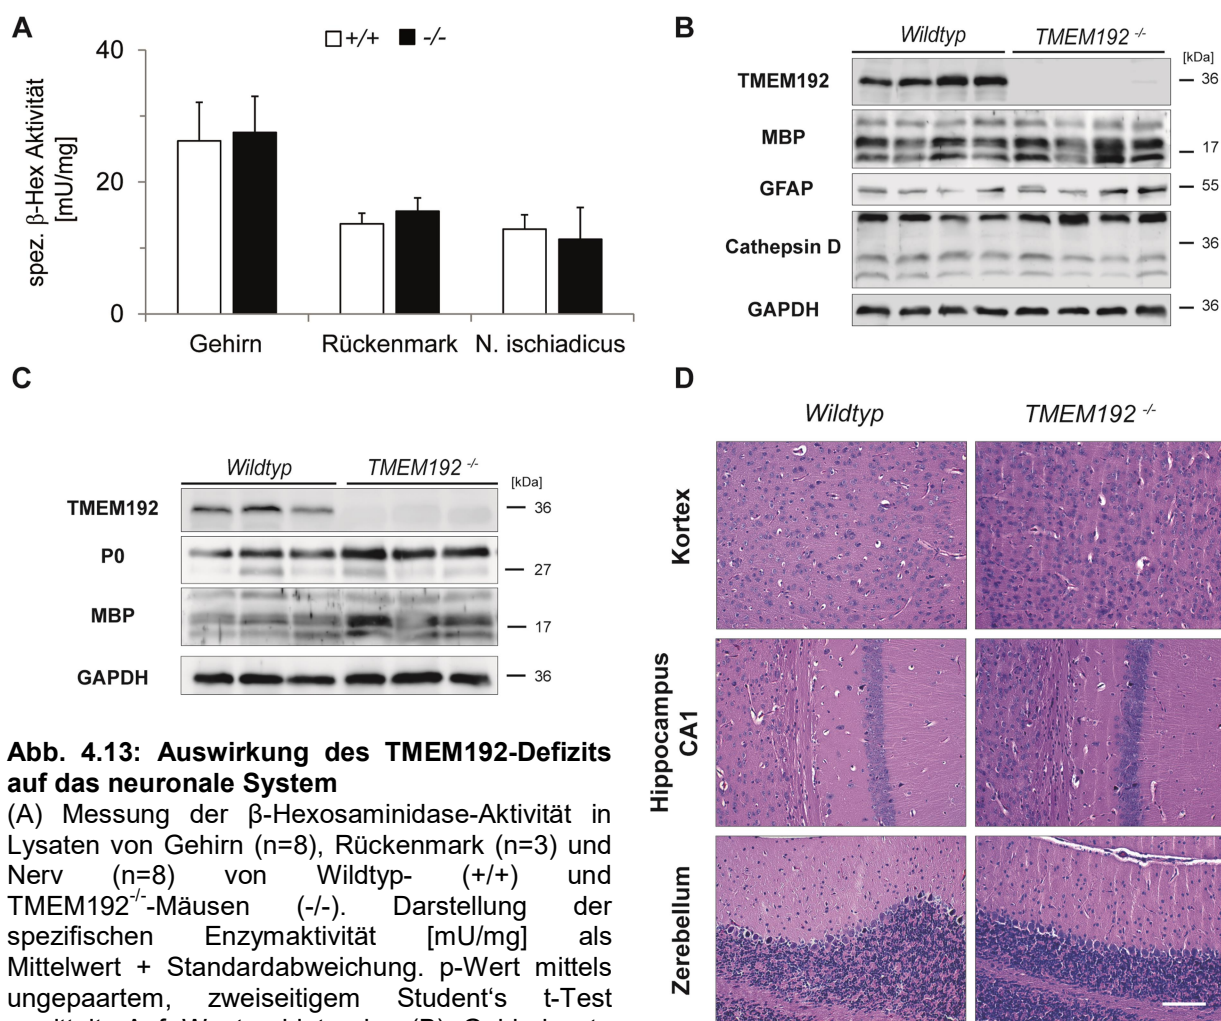 A
+/+ -/-
40
20
0
spez. β-Hex Aktivität
[mU/mg]
Gehirn Rückenmark N. ischiadicus
B
Wildtyp TMEM192 -/-
[kDa]
TMEM192 36
MBP 17
GFAP 55
Cathepsin D 36
GAPDH 36
C
Wildtyp TMEM192 -/-
[kDa]
TMEM192 36
P0 27
MBP 17
GAPDH 36
D
Wildtyp TMEM192 -/-
Kortex
Hippocampus
CA1
Zerebellum
Abb. 4.13: Auswirkung des TMEM192-Defizits
auf das neuronale System
(A) Messung der β-Hexosaminidase-Aktivität in
Lysaten von Gehirn (n=8), Rückenmark (n=3) und
Nerv (n=8) von Wildtyp- (+/+) und
TMEM192-/--Mäusen (-/-). Darstellung der
spezifischen Enzymaktivität [mU/mg] als
Mittelwert + Standardabweichung. p-Wert mittels
ungepaartem, zweiseitigem Student‘s t-Test